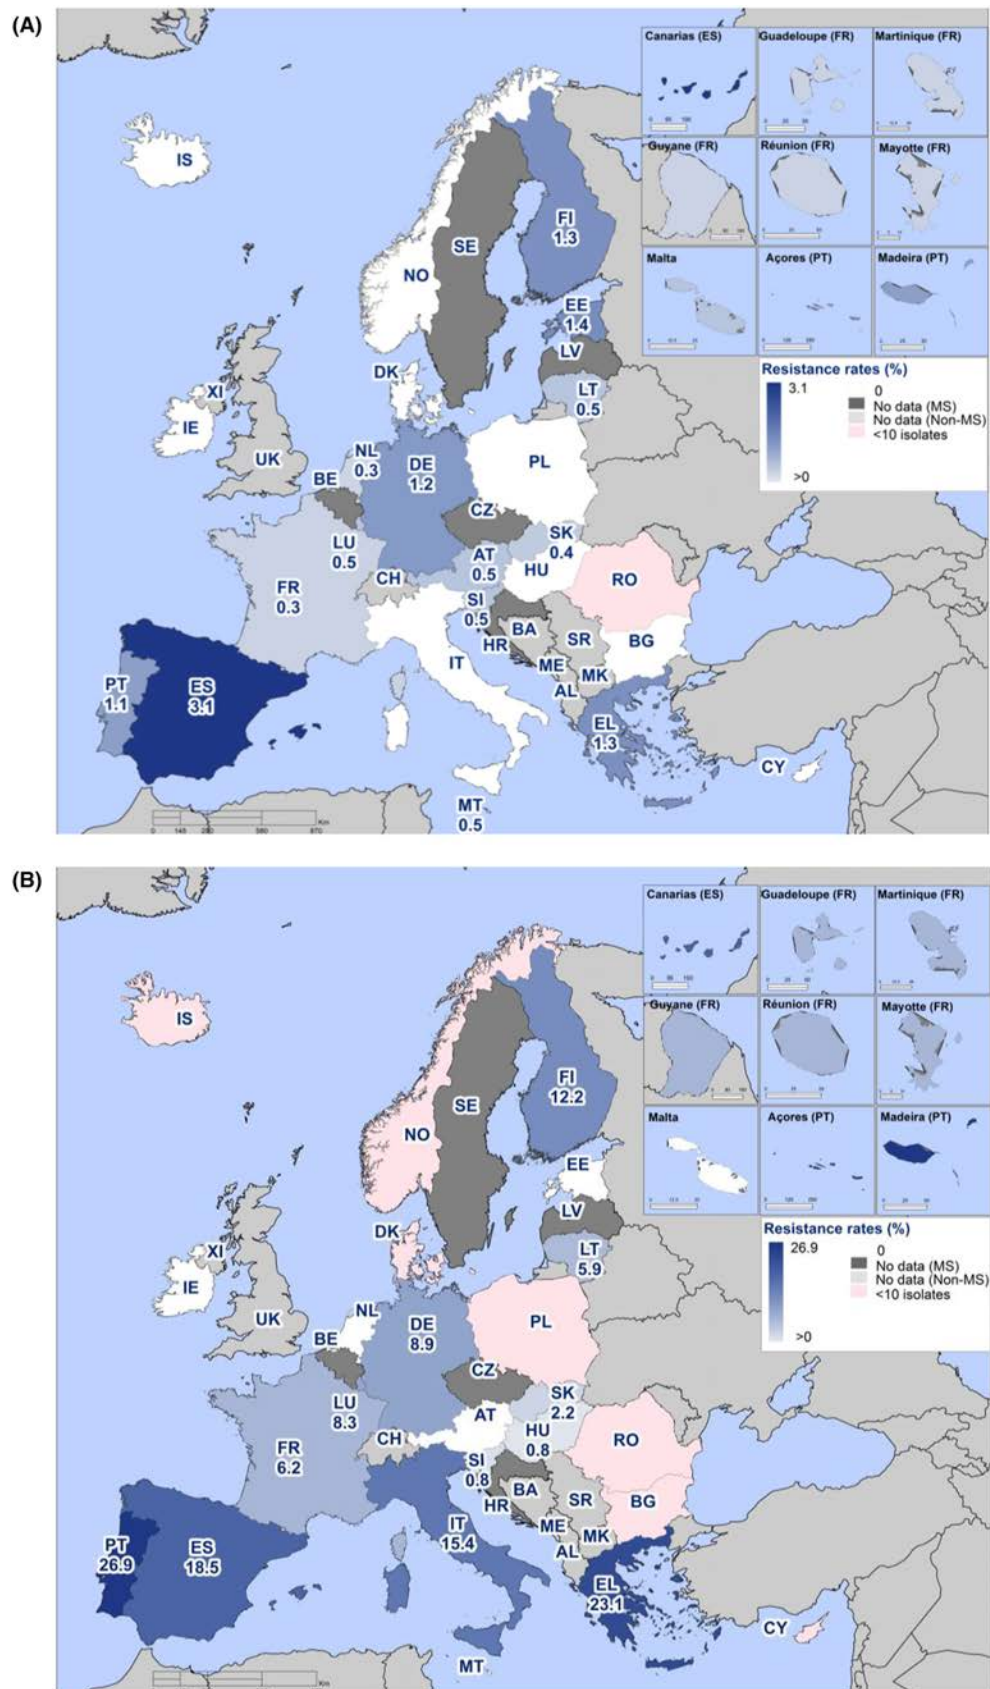 (A)
Canarias (ES)
Guadeloupe (FR)
Martinique (FR)
Guyane (FR)
Réunion (FR)
Mayotte (FR)
Malta
Açores (PT)
Madeira (PT)
Resistance rates (%)
3.1
>0
0
No data (MS)
No data (Non-MS)
<10 isolates
IS
FI
1.3
SE
NO
EE
1.4
LV
DK
LT
0.5
XI
IE
UK
NL
0.3
DE
1.2
PL
BE
CZ
LU
0.5
SK
0.4
AT
0.5
HU
CH
FR
0.3
RO
SI
0.5
BA
SR
BG
HR
IT
ME
MK
AL
PT
1.1
ES
3.1
EL
1.3
CY
MT
0.5
Km
(B)
Canarias (ES)
Guadeloupe (FR)
Martinique (FR)
Guyane (FR)
Réunion (FR)
Mayotte (FR)
Malta
Açores (PT)
Madeira (PT)
Resistance rates (%)
26.9
>0
0
No data (MS)
No data (Non-MS)
<10 isolates
IS
FI
12.2
SE
NO
EE
LV
DK
LT
5.9
XI
IE
UK
NL
DE
8.9
PL
BE
CZ
LU
8.3
SK
2.2
AT
HU
0.8
CH
FR
6.2
RO
SI
0.8
BA
SR
BG
HR
IT
15.4
ME
MK
AL
PT
26.9
ES
18.5
EL
23.1
CY
MT
Km